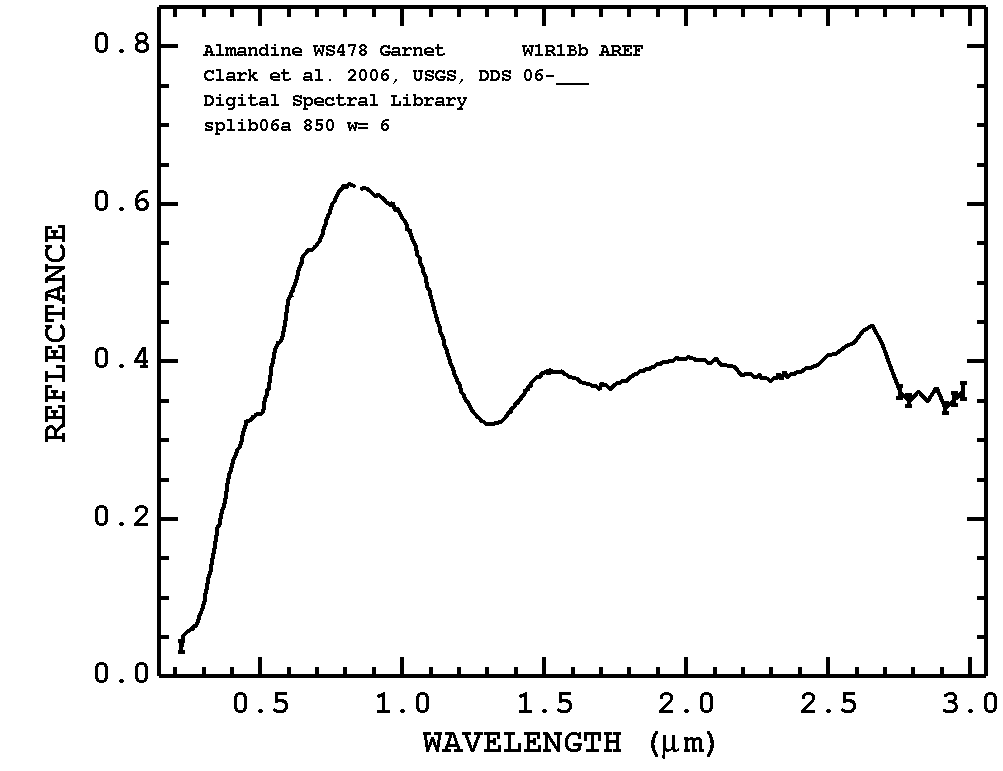 Almandine WS478 Garnet W1R1Bb AREF
Clark et al. 2006, USGS, DDS 06-___
Digital Spectral Library
splib06a 850 w= 6
REFLECTANCE
0.8
0.6
0.4
0.2
0.0
0.5 1.0 1.5 2.0 2.5 3.0
WAVELENGTH (μm)